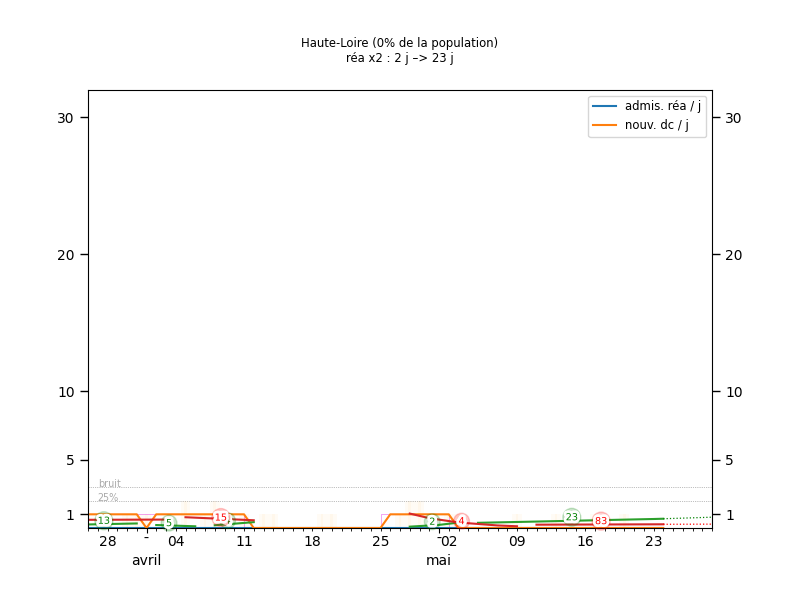 Haute-Loire (0% de la population)
réa x2 : 2 j –> 23 j
admis. réa / j
nouv. dc / j
30 30
20 20
10 10
5 5
bruit
25%
1 1
13 5 15 2 4 23 83
28 - 04 11 18 25 - 02 09 16 23
avril mai